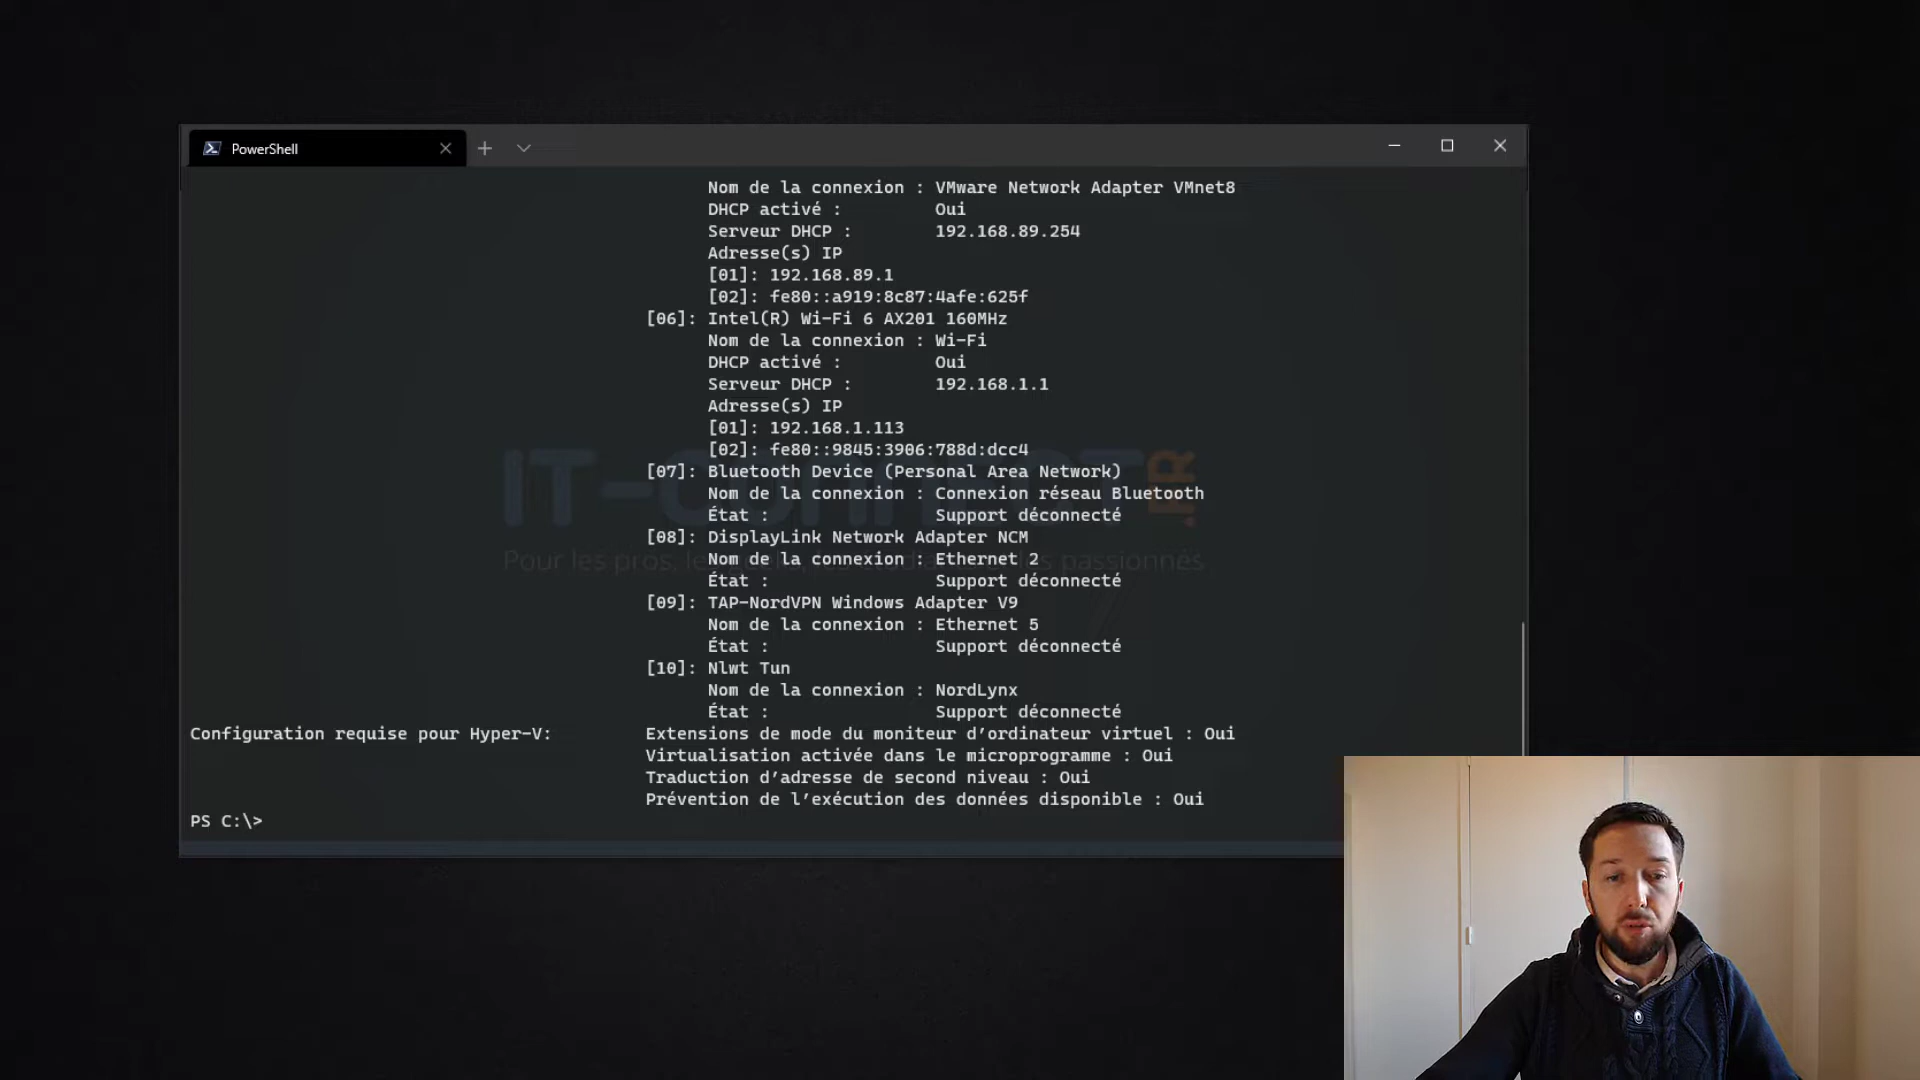 PowerShell
Nom de la connexion : VMware Network Adapter VMnet8
DHCP activé : Oui
Serveur DHCP : 192.168.89.254
Adresse(s) IP
[01]: 192.168.89.1
[02]: fe80::a919:8c87:4afe:625f
[06]: Intel(R) Wi-Fi 6 AX201 160MHz
Nom de la connexion : Wi-Fi
DHCP activé : Oui
Serveur DHCP : 192.168.1.1
Adresse(s) IP
[01]: 192.168.1.113
[02]: fe80::9845:3906:788d:dcc4
IT-CONNECT.FR
[07]: Bluetooth Device (Personal Area Network)
Nom de la connexion : Connexion réseau Bluetooth
État : Support déconnecté
[08]: DisplayLink Network Adapter NCM
Nom de la connexion : Ethernet 2
Pour les pros, les passionnés
État : Support déconnecté
[09]: TAP-NordVPN Windows Adapter V9
Nom de la connexion : Ethernet 5
État : Support déconnecté
[10]: Nlwt Tun
Nom de la connexion : NordLynx
État : Support déconnecté
Configuration requise pour Hyper-V: Extensions de mode du moniteur d’ordinateur virtuel : Oui
Virtualisation activée dans le microprogramme : Oui
Traduction d’adresse de second niveau : Oui
Prévention de l’exécution des données disponible : Oui
PS C:\>